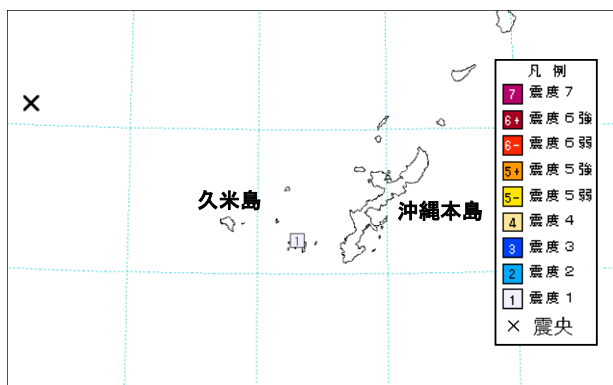 凡 例
7 震度７
6+ 震度６強
6- 震度６弱
5+ 震度５強
5- 震度５弱
4 震度４
3 震度３
2 震度２
1 震度１
× 震央
久米島
沖縄本島
1